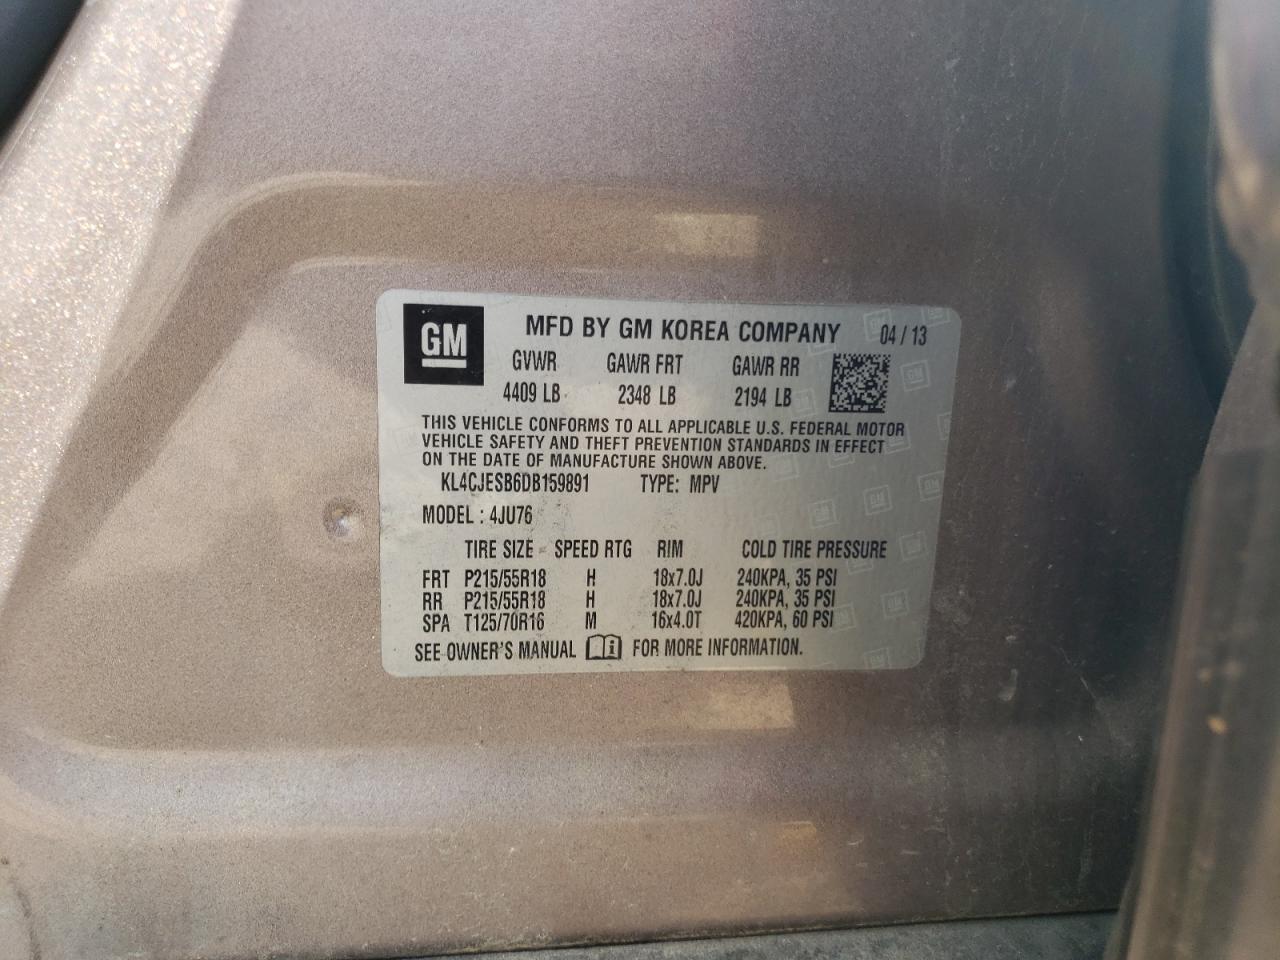 GM MFD BY GM KOREA COMPANY 04 / 13
GVWR GAWR FRT GAWR RR
4409 LB 2348 LB 2194 LB
THIS VEHICLE CONFORMS TO ALL APPLICABLE U.S. FEDERAL MOTOR
VEHICLE SAFETY AND THEFT PREVENTION STANDARDS IN EFFECT
ON THE DATE OF MANUFACTURE SHOWN ABOVE.
KL4CJESB6DB159891 TYPE: MPV
MODEL : 4JU76
TIRE SIZE SPEED RTG RIM COLD TIRE PRESSURE
FRT P215/55R18 H 18x7.0J 240KPA, 35 PSI
RR P215/55R18 H 18x7.0J 240KPA, 35 PSI
SPA T125/70R16 M 16x4.0T 420KPA, 60 PSI
SEE OWNER'S MANUAL i FOR MORE INFORMATION.